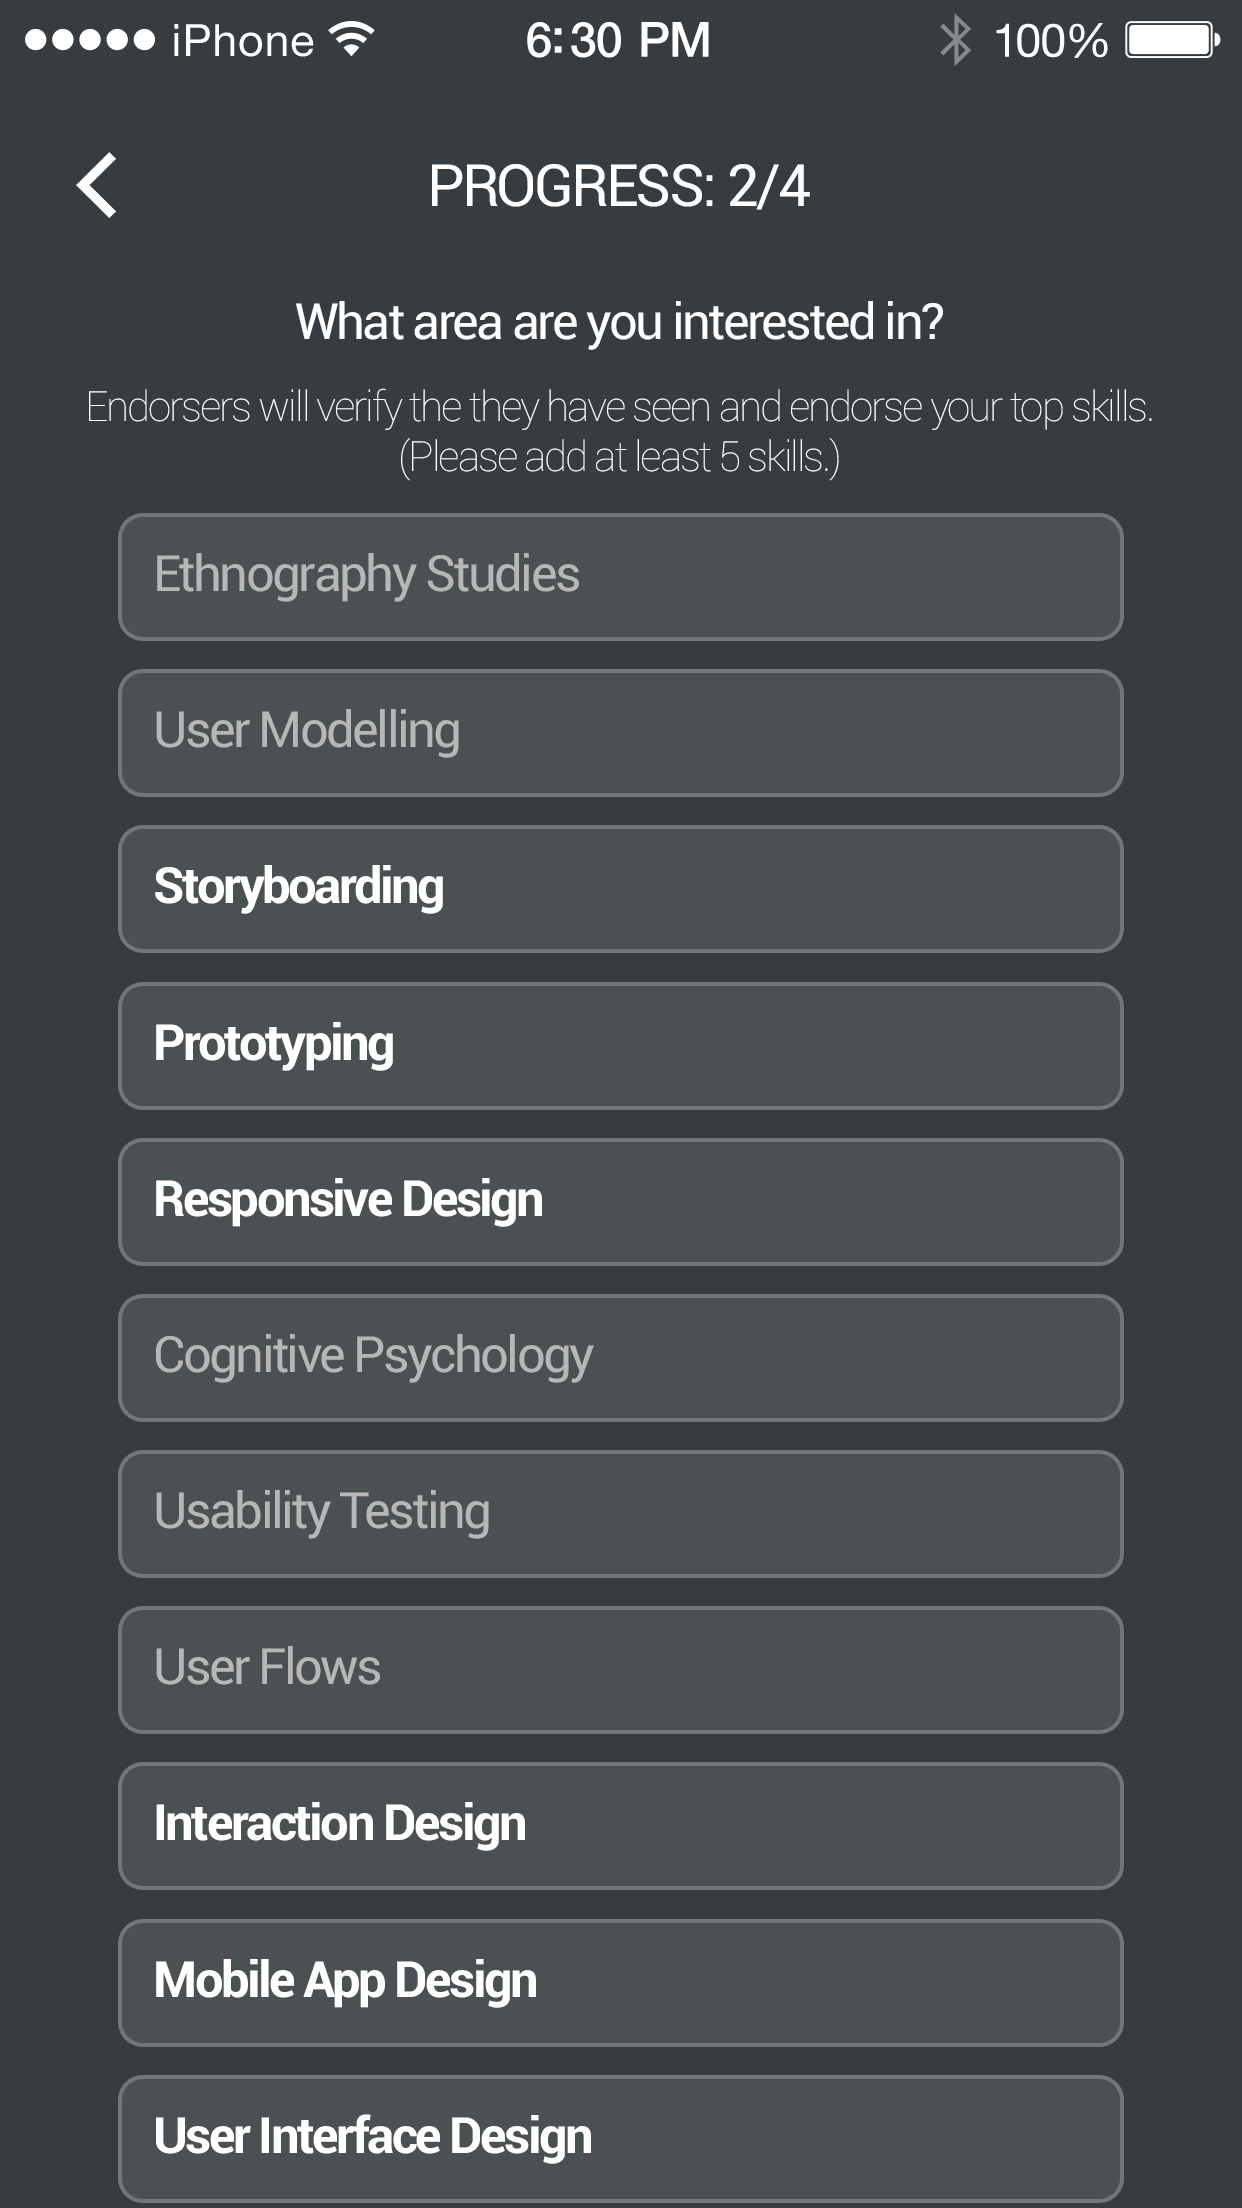 iPhone 6:30 PM 100%
PROGRESS: 2/4
What area are you interested in?
Endorsers will verify the they have seen and endorse your top skills.
(Please add at least 5 skills.)
Ethnography Studies
User Modelling
Storyboarding
Prototyping
Responsive Design
Cognitive Psychology
Usability Testing
User Flows
Interaction Design
Mobile App Design
User Interface Design